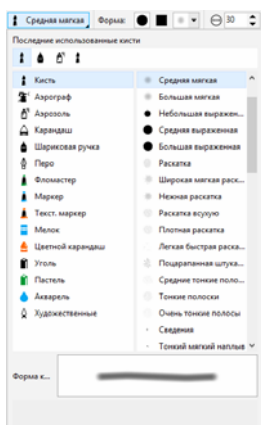 Средняя мягкая Форма: 30
Последние использованные кисти
Кисть
Аэрограф
Аэрозоль
Карандаш
Шариковая ручка
Перо
Фломастер
Маркер
Текст. маркер
Мелок
Цветной карандаш
Уголь
Пастель
Акварель
Художественные
Средняя мягкая
Большая мягкая
Небольшая выражен...
Средняя выраженная
Большая выраженная
Раскатка
Широкая мягкая раск...
Нежная раскатка
Раскатка всухую
Плотная раскатка
Легкая быстрая раска...
Поцарапанная штука...
Средние тонкие поло...
Тонкие полоски
Очень тонкие полосы
Сведения
Тонкий мягкий наплыв
Форма к...